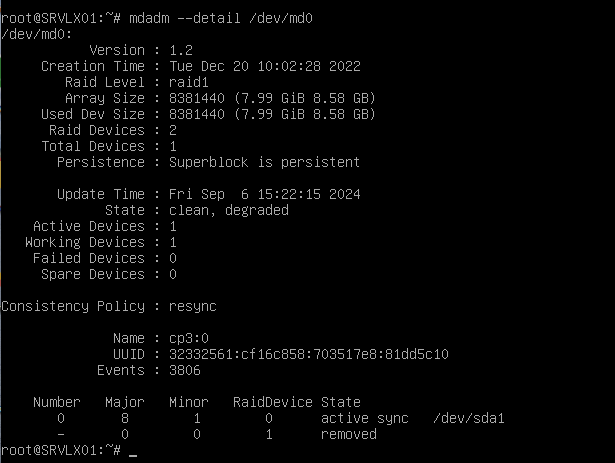 root@SRVLX01:~# mdadm --detail /dev/md0
/dev/md0:
Version : 1.2
Creation Time : Tue Dec 20 10:02:28 2022
Raid Level : raid1
Array Size : 8381440 (7.99 GiB 8.58 GB)
Used Dev Size : 8381440 (7.99 GiB 8.58 GB)
Raid Devices : 2
Total Devices : 1
Persistence : Superblock is persistent
Update Time : Fri Sep  6 15:22:15 2024
State : clean, degraded
Active Devices : 1
Working Devices : 1
Failed Devices : 0
Spare Devices : 0
Consistency Policy : resync
Name : cp3:0
UUID : 32332561:cf16c858:703517e8:81dd5c10
Events : 3806
Number   Major   Minor   RaidDevice State
0       8        1        0      active sync   /dev/sda1
-       0        0        1      removed
root@SRVLX01:~# _